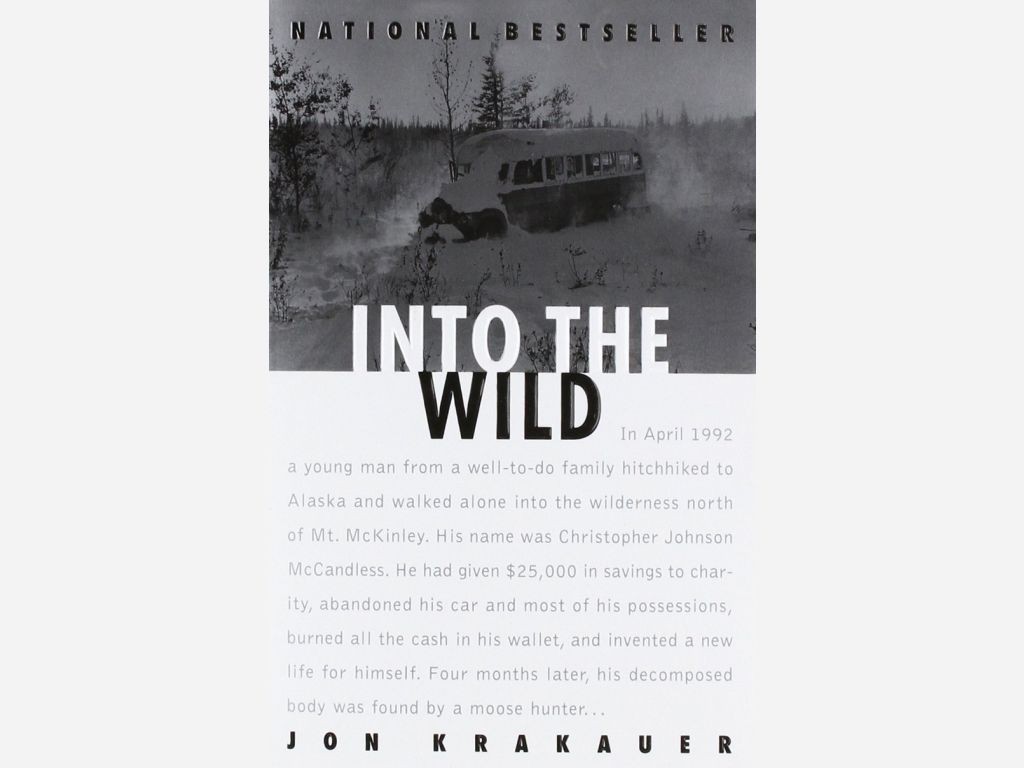 NATIONAL BESTSELLER
INTO THE
WILD
In April 1992
a young man from a well-to-do family hitchhiked to
Alaska and walked alone into the wilderness north
of Mt. McKinley. His name was Christopher Johnson
McCandless. He had given $25,000 in savings to char-
ity, abandoned his car and most of his possessions,
burned all the cash in his wallet, and invented a new
life for himself. Four months later, his decomposed
body was found by a moose hunter...
JON KRAKAUER